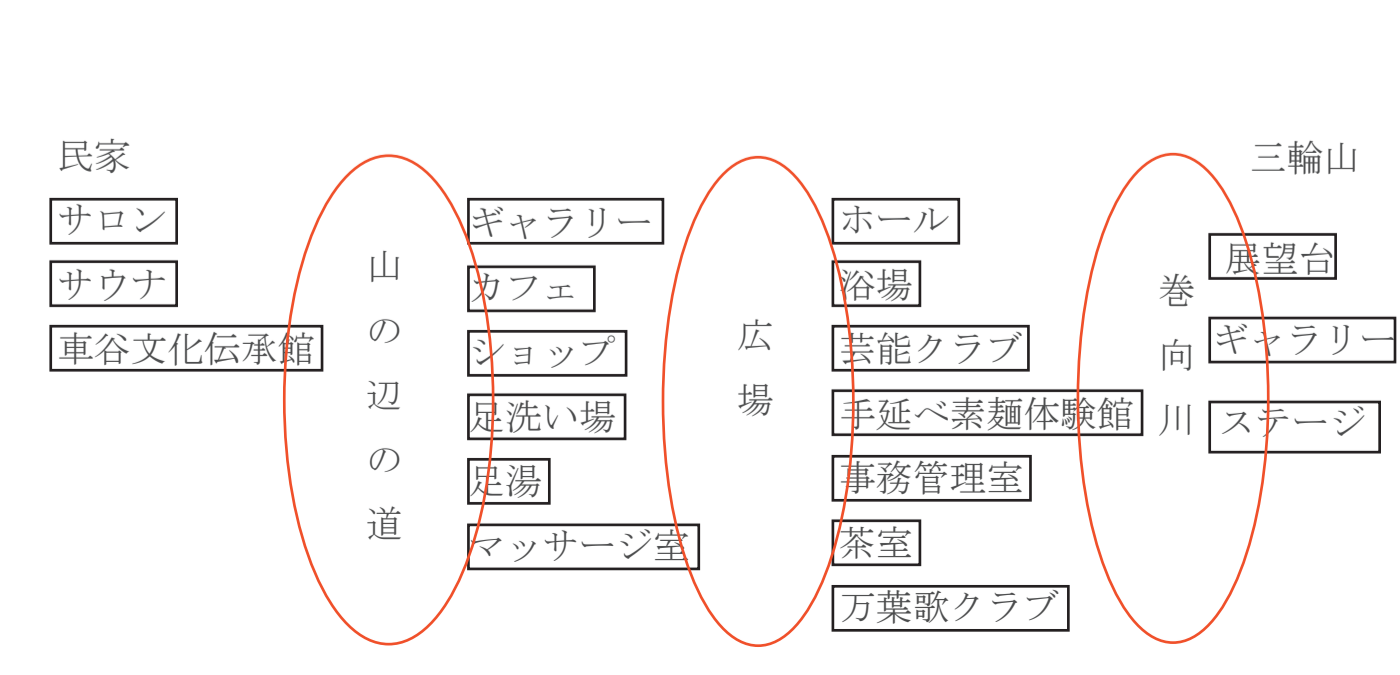 民家
サロン
サウナ
車谷文化伝承館
山の辺の道
ギャラリー
カフェ
ショップ
足洗い場
足湯
マッサージ室
広場
ホール
浴場
芸能クラブ
手延べ素麺体験館
事務管理室
茶室
万葉歌クラブ
巻向川
三輪山
展望台
ギャラリー
ステージ